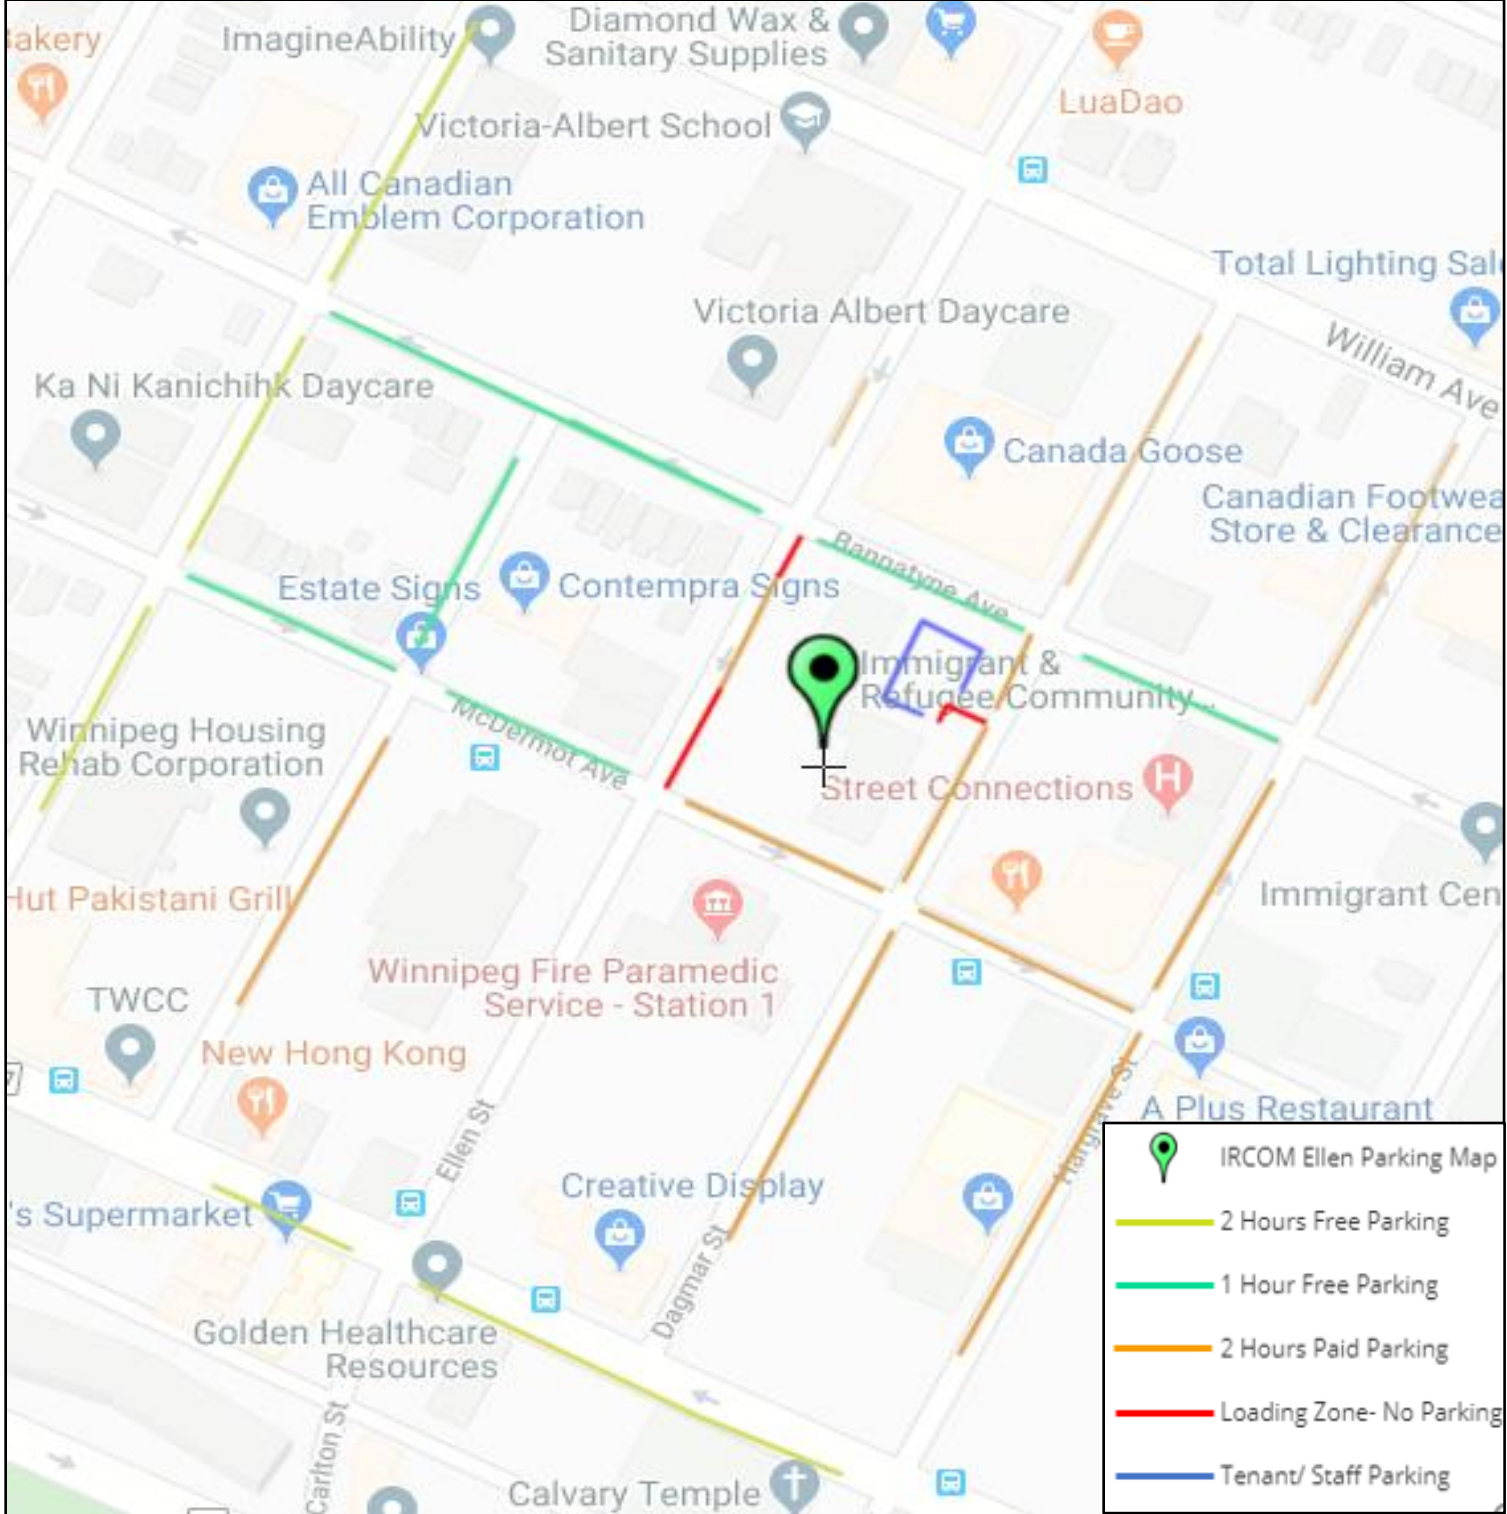 akery
ImagineAbility
Diamond Wax &
Sanitary Supplies
LuaDao
Victoria-Albert School
All Canadian
Emblem Corporation
Total Lighting Sal
Victoria Albert Daycare
William Ave
Ka Ni Kanichihk Daycare
Canada Goose
Canadian Footwea
Store & Clearance
Bannatyne Ave
Estate Signs
Contempra Signs
Immigrant &
Refugee Community...
McDermot Ave
Winnipeg Housing
Rehab Corporation
Street Connections
H
Hut Pakistani Grill
Immigrant Cen
Winnipeg Fire Paramedic
Service - Station 1
TWCC
New Hong Kong
Hargrave St
A Plus Restaurant
Ellen St
's Supermarket
Creative Display
Dagmar St
Golden Healthcare
Resources
Carlton St
Calvary Temple
IRCOM Ellen Parking Map
2 Hours Free Parking
1 Hour Free Parking
2 Hours Paid Parking
Loading Zone- No Parking
Tenant/ Staff Parking